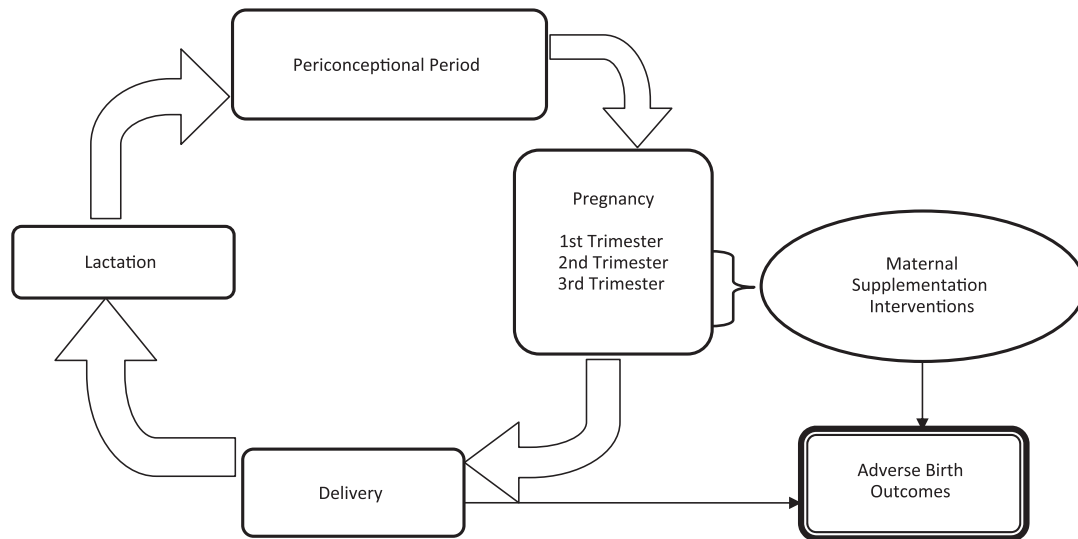 Periconceptional Period
Pregnancy
1st Trimester
2nd Trimester
3rd Trimester
Maternal
Supplementation
Interventions
Lactation
Delivery
Adverse Birth
Outcomes